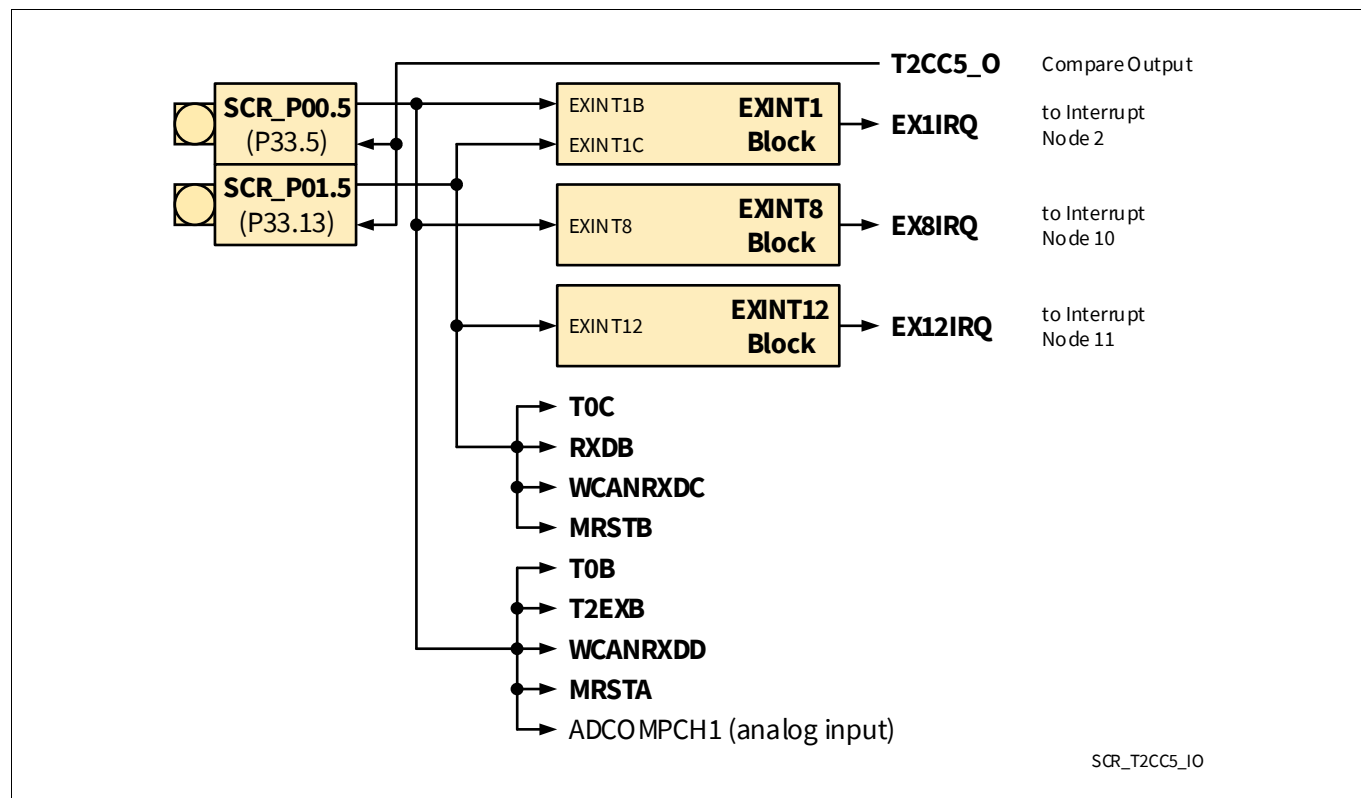 T2CC5_O Compare Output
SCR_P00.5
(P33.5)
EXINT1B
EXINT1C
EXINT1
Block
EX1IRQ
to Interrupt
Node 2
SCR_P01.5
(P33.13)
EXINT8
EXINT8
Block
EX8IRQ
to Interrupt
Node 10
EXINT12
EXINT12
Block
EX12IRQ
to Interrupt
Node 11
T0C
RXDB
WCANRXDC
MRSTB
T0B
T2EXB
WCANRXDD
MRSTA
ADCOMPCH1 (analog input)
SCR_T2CC5_IO